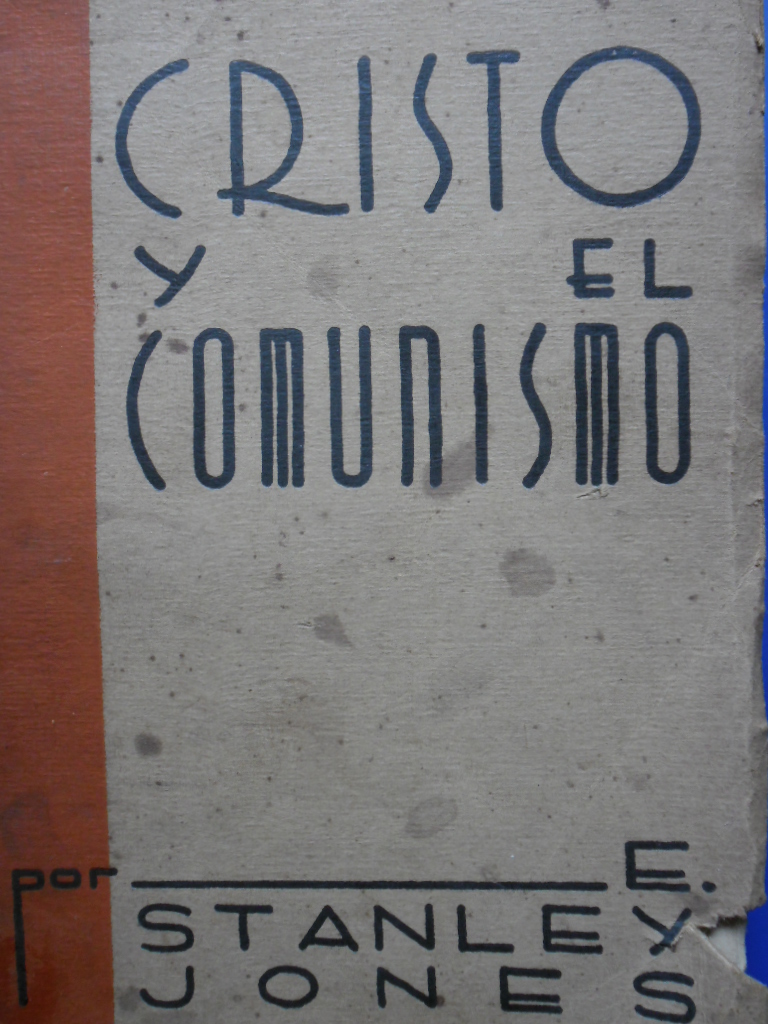 CRISTO
Y EL
COMUNISMO
por E.
STANLEY
JONES